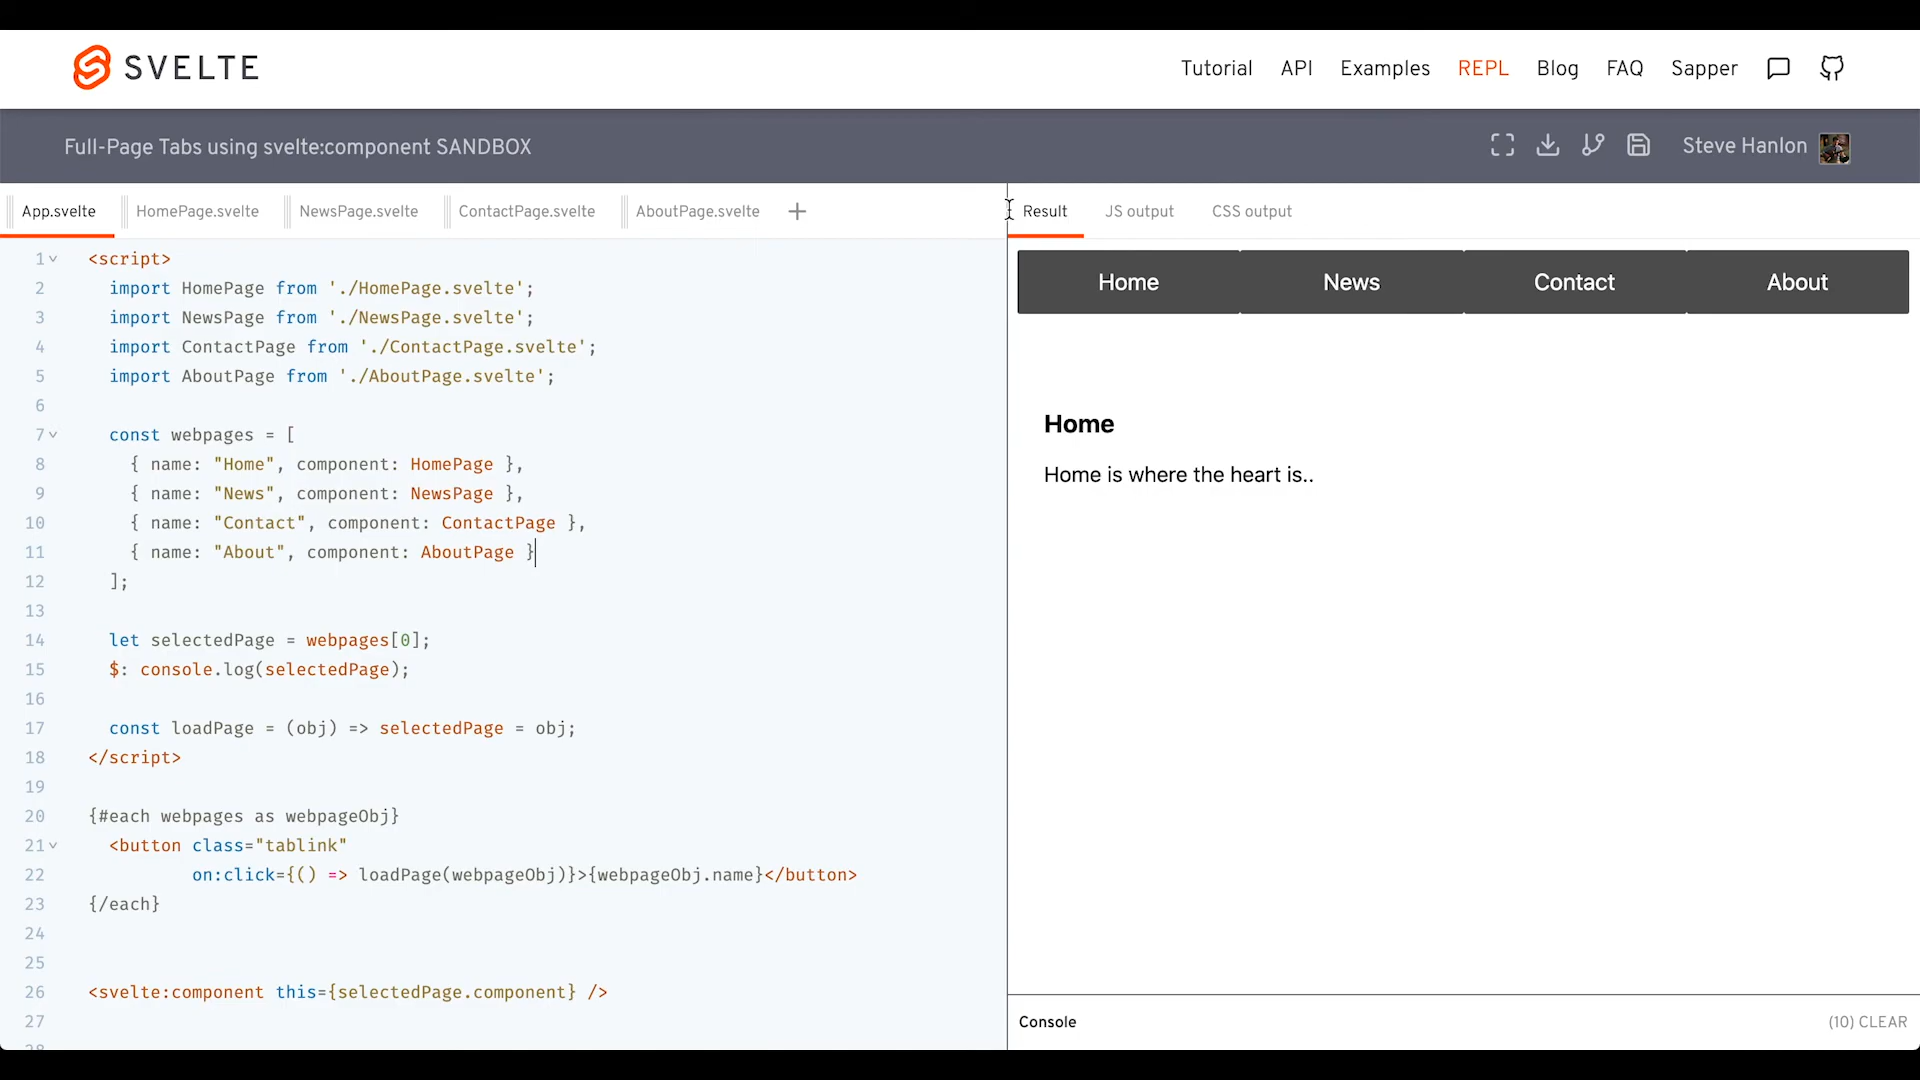 SVELTE
Tutorial API Examples REPL Blog FAQ Sapper
Full-Page Tabs using svelte:component SANDBOX
Steve Hanlon
App.svelte HomePage.svelte NewsPage.svelte ContactPage.svelte AboutPage.svelte +
1 <script>
2 import HomePage from './HomePage.svelte';
3 import NewsPage from './NewsPage.svelte';
4 import ContactPage from './ContactPage.svelte';
5 import AboutPage from './AboutPage.svelte';
6
7 const webpages = [
8 { name: "Home", component: HomePage },
9 { name: "News", component: NewsPage },
10 { name: "Contact", component: ContactPage },
11 { name: "About", component: AboutPage }
12 ];
13
14 let selectedPage = webpages[0];
15 $: console.log(selectedPage);
16
17 const loadPage = (obj) => selectedPage = obj;
18 </script>
19
20 {#each webpages as webpageObj}
21 <button class="tablink"
22 on:click={() => loadPage(webpageObj)}>{webpageObj.name}</button>
23 {/each}
24
25
26 <svelte:component this={selectedPage.component} />
27
28
Result JS output CSS output
Home News Contact About
Home
Home is where the heart is..
Console (10) CLEAR